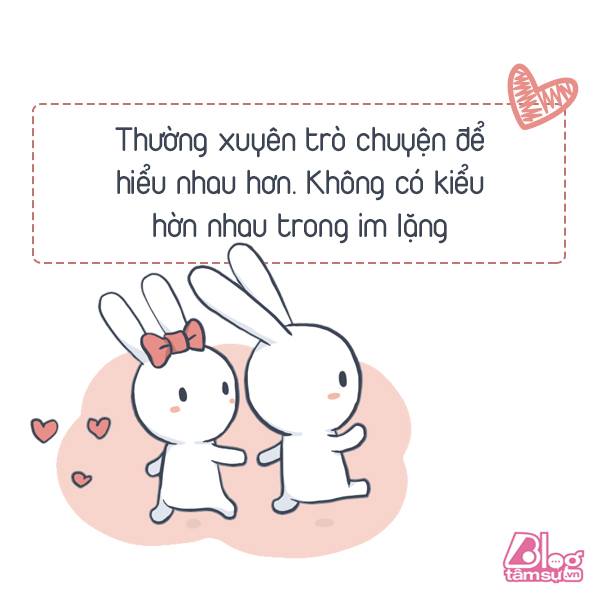 Thường xuyên trò chuyện để
hiểu nhau hơn. Không có kiểu
hờn nhau trong im lặng
Blog
tâmsự.vn